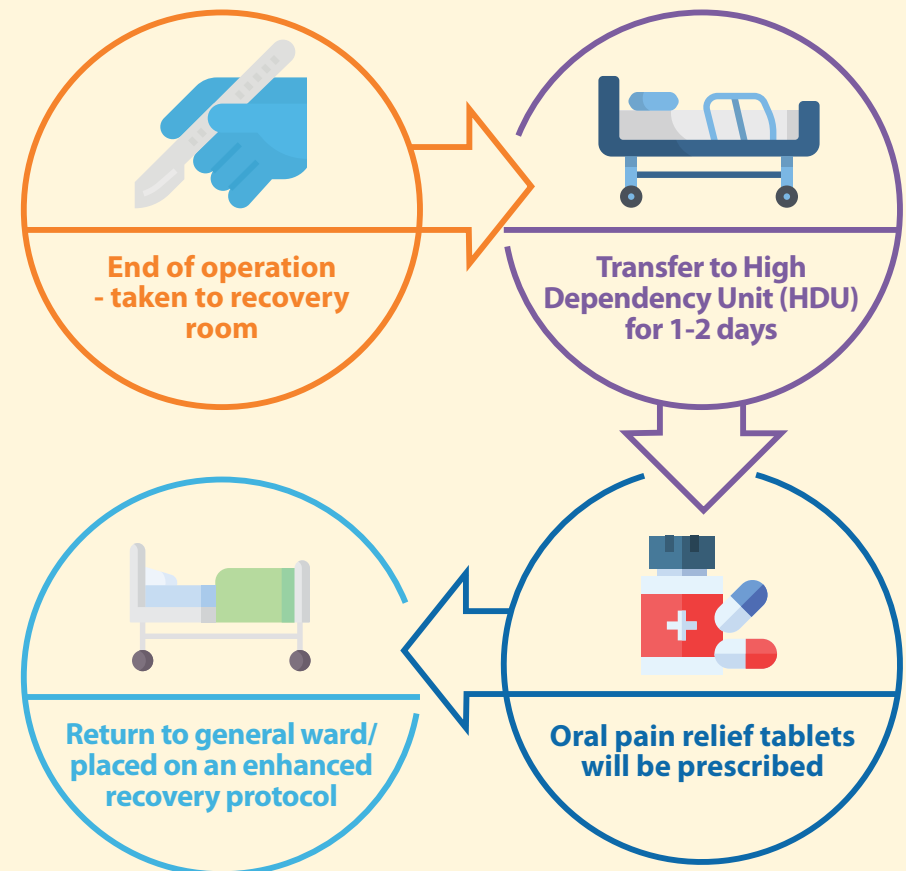 End of operation
- taken to recovery
room
Transfer to High
Dependency Unit (HDU)
for 1-2 days
Oral pain relief tablets
will be prescribed
Return to general ward/
placed on an enhanced
recovery protocol